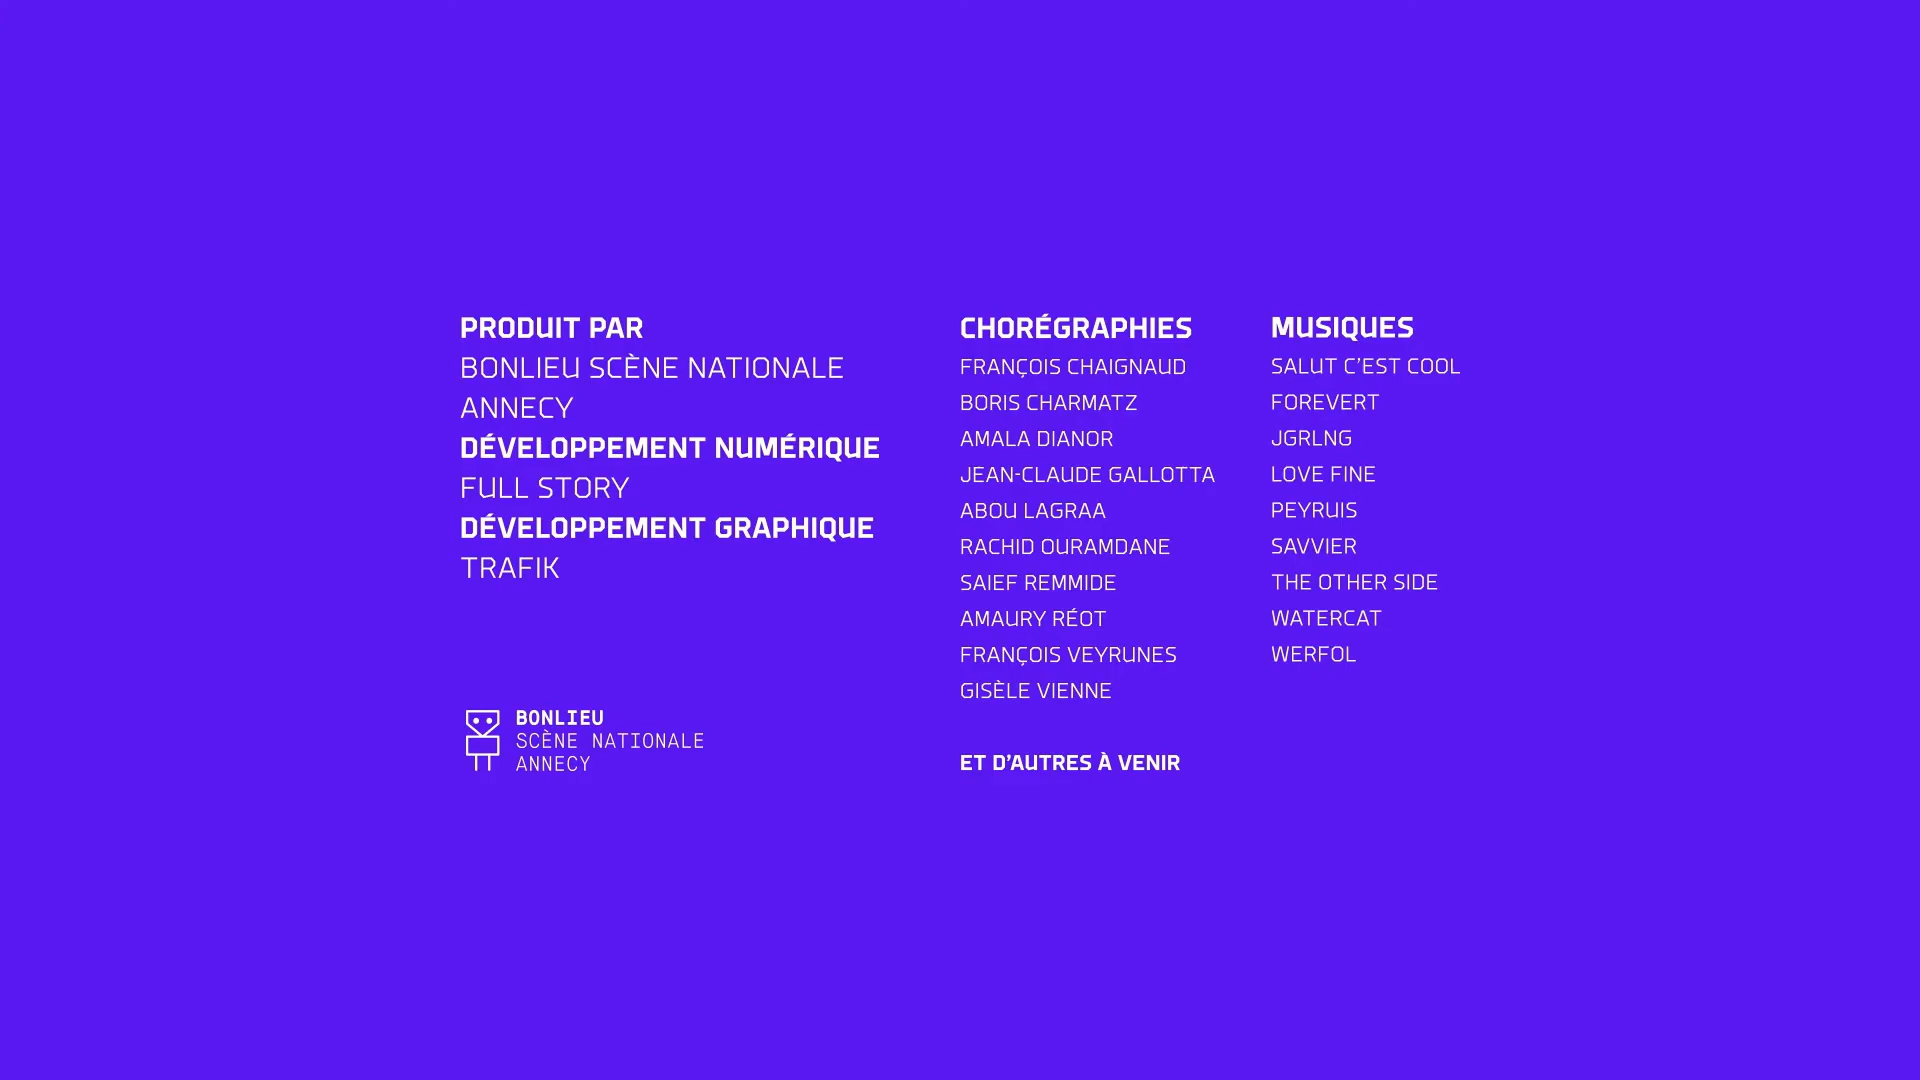 PRODUIT PAR
BONLIEU SCÈNE NATIONALE
ANNECY
DÉVELOPPEMENT NUMÉRIQUE
FULL STORY
DÉVELOPPEMENT GRAPHIQUE
TRAFIK
BONLIEU
SCÈNE NATIONALE
ANNECY
CHORÉGRAPHIES
FRANÇOIS CHAIGNAUD
BORIS CHARMATZ
AMALA DIANOR
JEAN-CLAUDE GALLOTTA
ABOU LAGRAA
RACHID OURAMDANE
SAIEF REMMIDE
AMAURY RÉOT
FRANÇOIS VEYRUNES
GISÈLE VIENNE
ET D’AUTRES À VENIR
MUSIQUES
SALUT C’EST COOL
FOREVERT
JGRLNG
LOVE FINE
PEYRUIS
SAVVIER
THE OTHER SIDE
WATERCAT
WERFOL